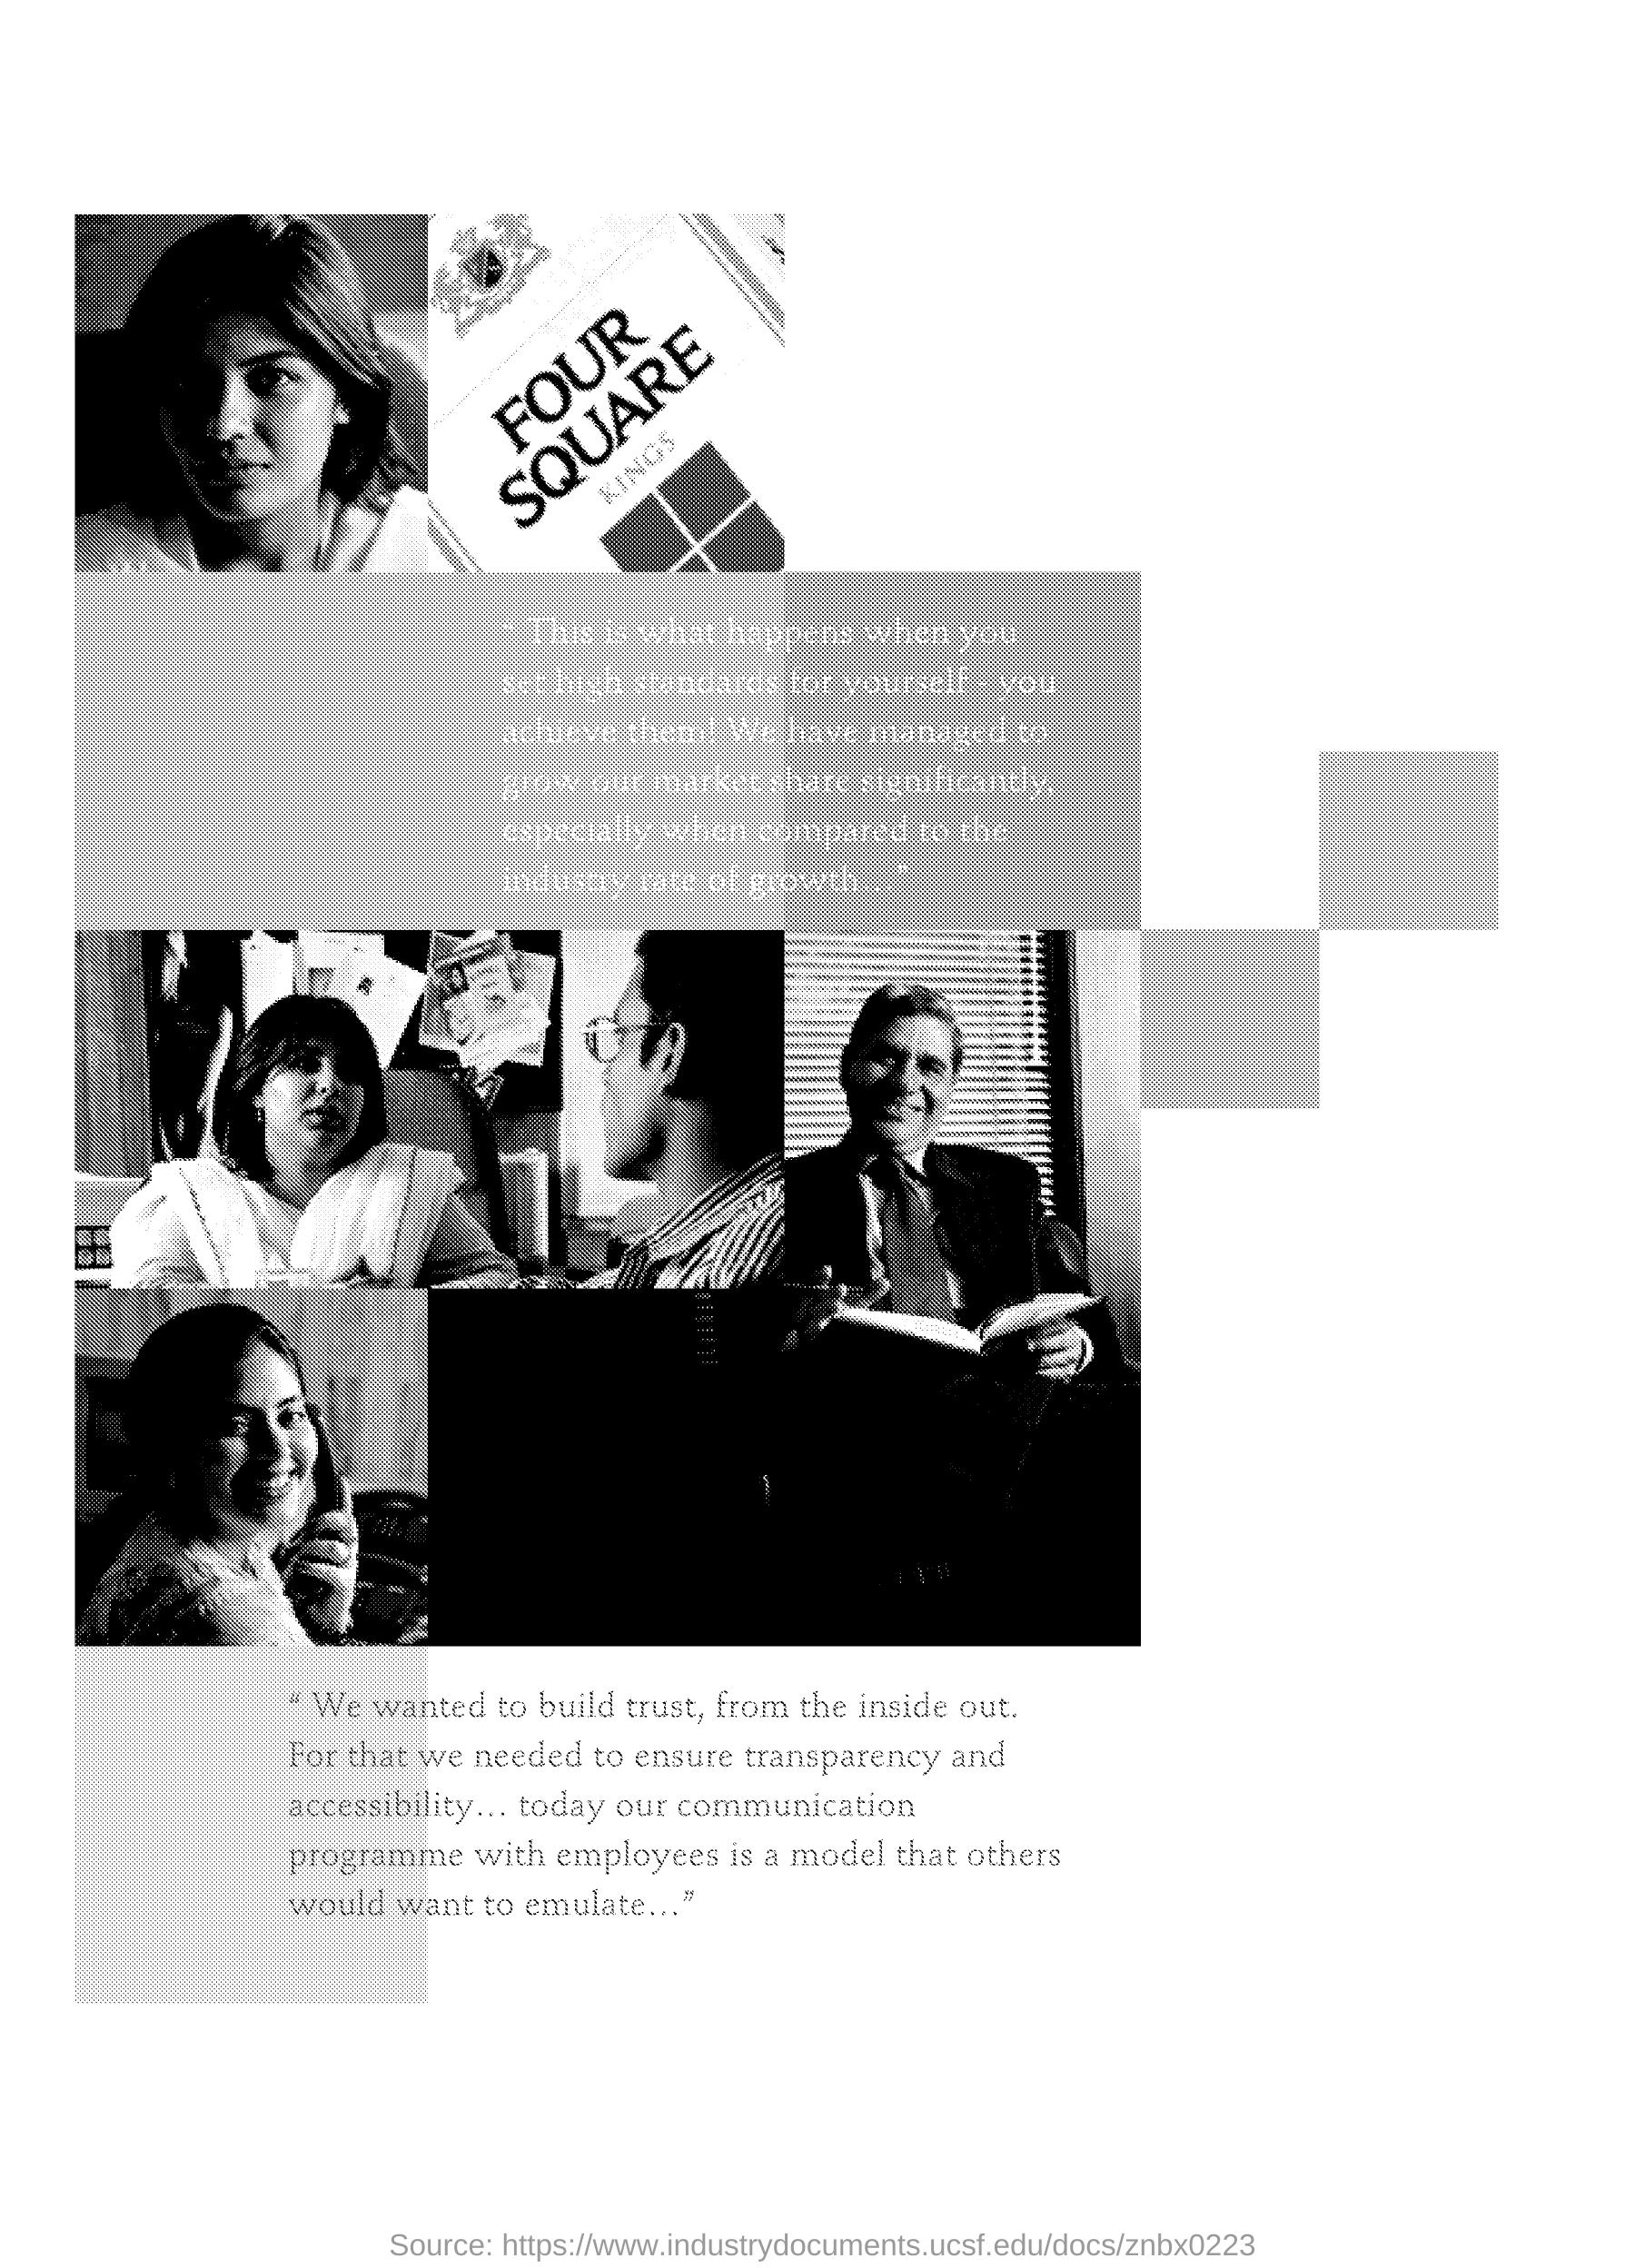 FOUR
SQUARE
KINGS
“ This is what happens when you
set high standards for yourself - you
achieve them! We have managed to
grow our market share significantly,
especially when compared to the
industry rate of growth...”
“ We wanted to build trust, from the inside out.
For that we needed to ensure transparency and
accessibility... today our communication
programme with employees is a model that others
would want to emulate...”
Source: https://www.industrydocuments.ucsf.edu/docs/znbx0223